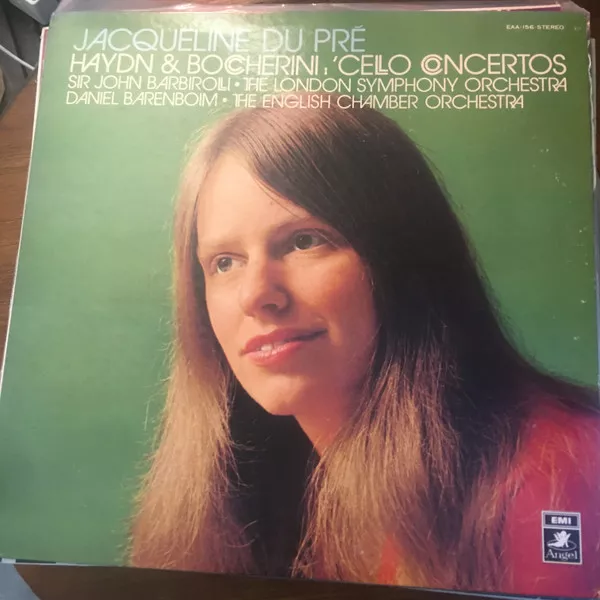 EAA-156 STEREO
JACQUELINE DU PRÉ
HAYDN & BOCCHERINI : 'CELLO CONCERTOS
SIR JOHN BARBIROLLI • THE LONDON SYMPHONY ORCHESTRA
DANIEL BARENBOIM • THE ENGLISH CHAMBER ORCHESTRA
EMI
Angel